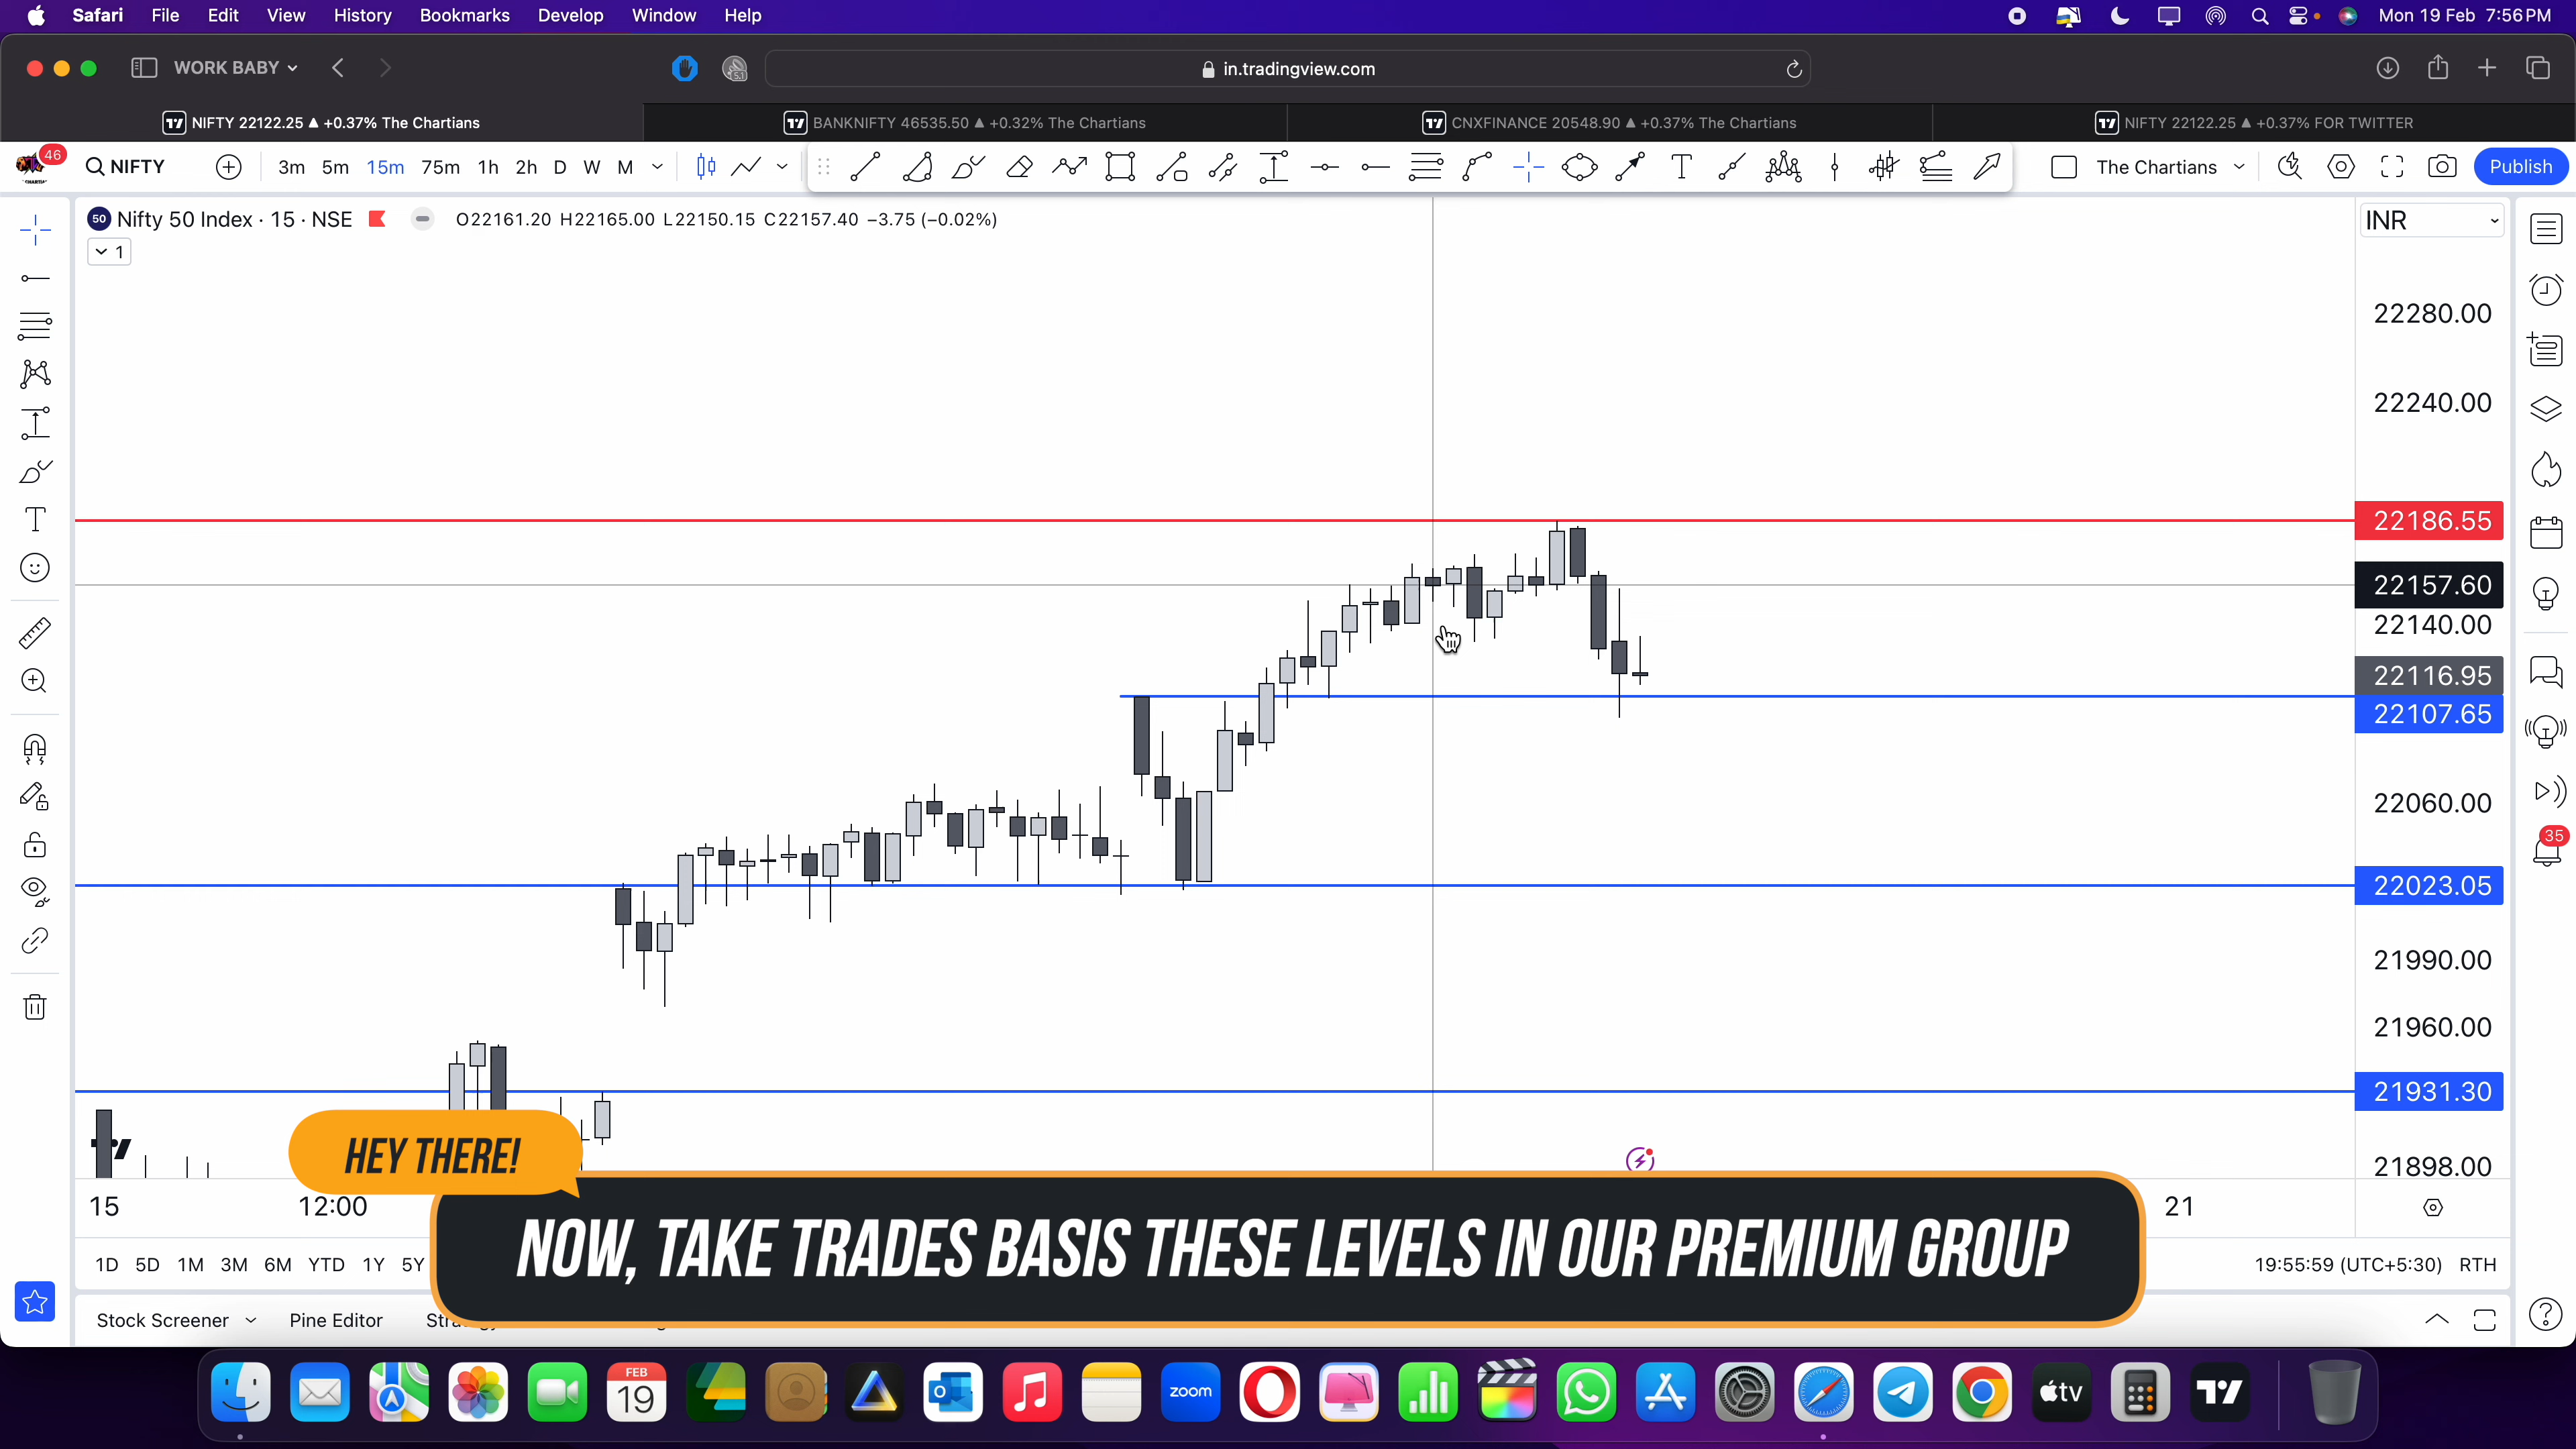 Safari File Edit View History Bookmarks Develop Window Help Mon 19 Feb 7:56 PM
WORK BABY in.tradingview.com
NIFTY 22122.25 ▲ +0.37% The Chartians BANKNIFTY 46535.50 ▲ +0.32% The Chartians CNXFINANCE 20548.90 ▲ +0.37% The Chartians NIFTY 22122.25 ▲ +0.37% FOR TWITTER
46 NIFTY 3m 5m 15m 75m 1h 2h D W M The Chartians Publish
50 Nifty 50 Index · 15 · NSE O22161.20 H22165.00 L22150.15 C22157.40 −3.75 (−0.02%) INR
1
22280.00
22240.00
22186.55
22157.60
22140.00
22116.95
22107.65
22060.00
35
22023.05
21990.00
21960.00
21931.30
21898.00
HEY THERE!
15 12:00 21
NOW, TAKE TRADES BASIS THESE LEVELS IN OUR PREMIUM GROUP
1D 5D 1M 3M 6M YTD 1Y 5Y 19:55:59 (UTC+5:30) RTH
Stock Screener Pine Editor
FEB
19 zoom tv